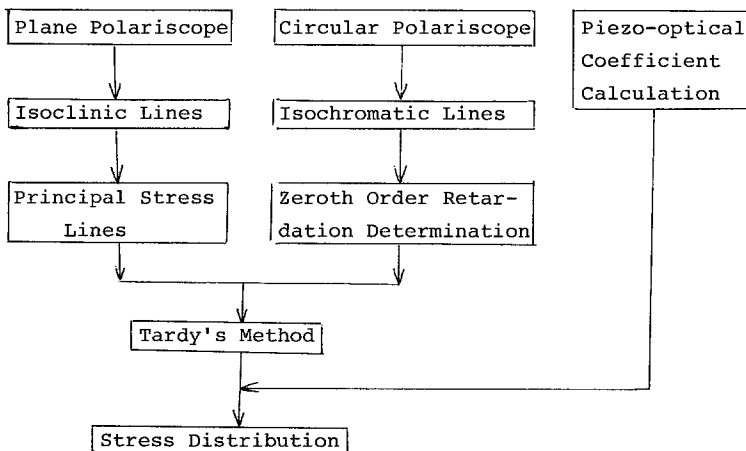 Plane Polariscope
Circular Polariscope
Piezo-optical
Coefficient
Calculation
Isoclinic Lines
Isochromatic Lines
Principal Stress
Lines
Zeroth Order Retar-
dation Determination
Tardy's Method
Stress Distribution